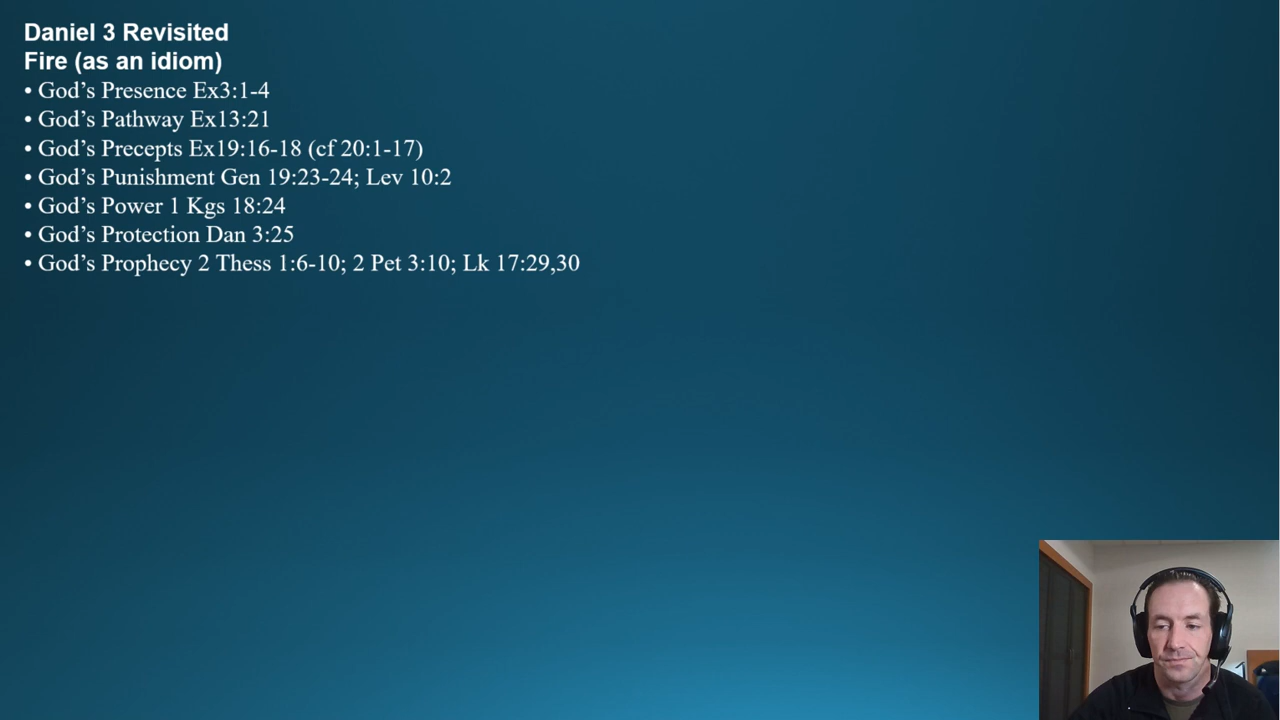 Daniel 3 Revisited
Fire (as an idiom)
• God’s Presence Ex3:1-4
• God’s Pathway Ex13:21
• God’s Precepts Ex19:16-18 (cf 20:1-17)
• God’s Punishment Gen 19:23-24; Lev 10:2
• God’s Power 1 Kgs 18:24
• God’s Protection Dan 3:25
• God’s Prophecy 2 Thess 1:6-10; 2 Pet 3:10; Lk 17:29,30